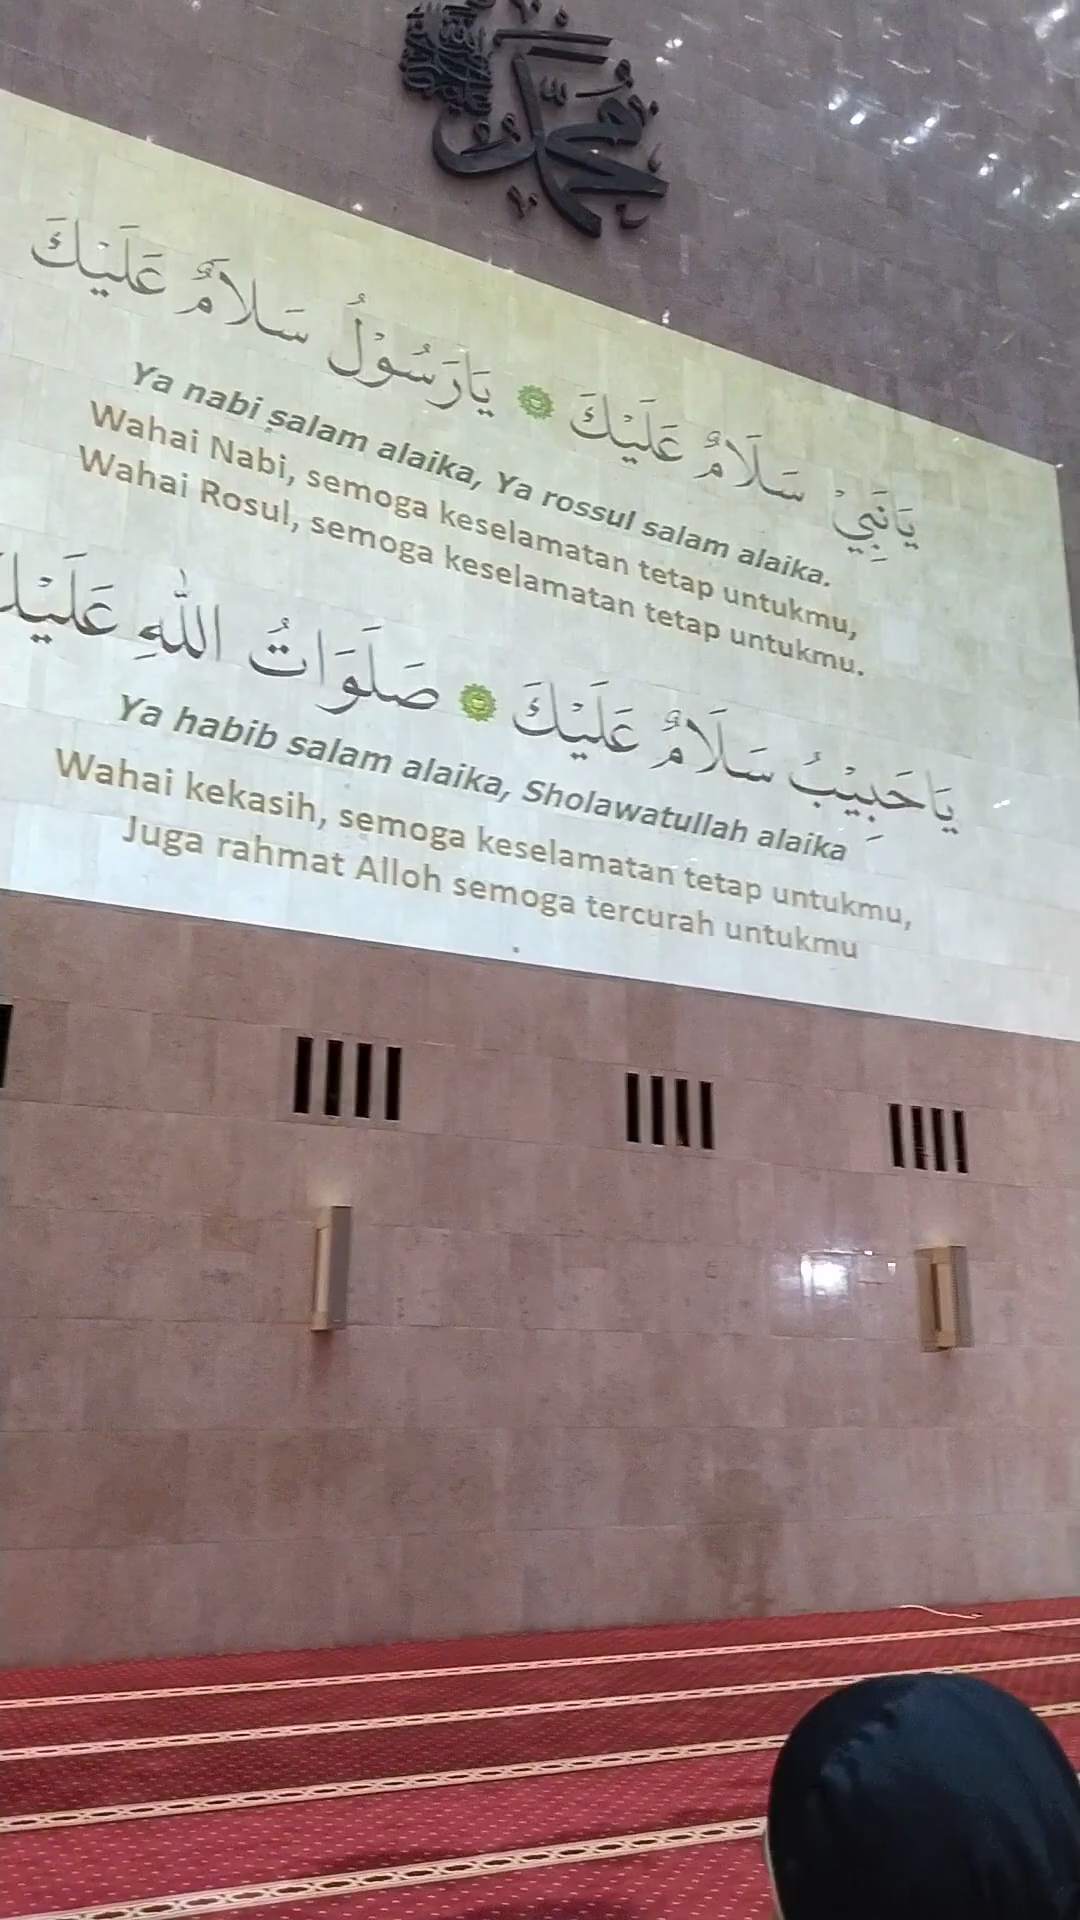 محمد
يَانَبِيْ سَلَامٌ عَلَيْكَ يَارَسُوْلُ سَلَامٌ عَلَيْكَ
Ya nabi salam alaika, Ya rossul salam alaika.
Wahai Nabi, semoga keselamatan tetap untukmu,
Wahai Rosul, semoga keselamatan tetap untukmu.
يَاحَبِيْبُ سَلَامٌ عَلَيْكَ صَلَوَاتُ اللهِ
Ya habib salam alaika, Sholawatullah alaika
Wahai kekasih, semoga keselamatan tetap untukmu,
Juga rahmat Alloh semoga tercurah untukmu